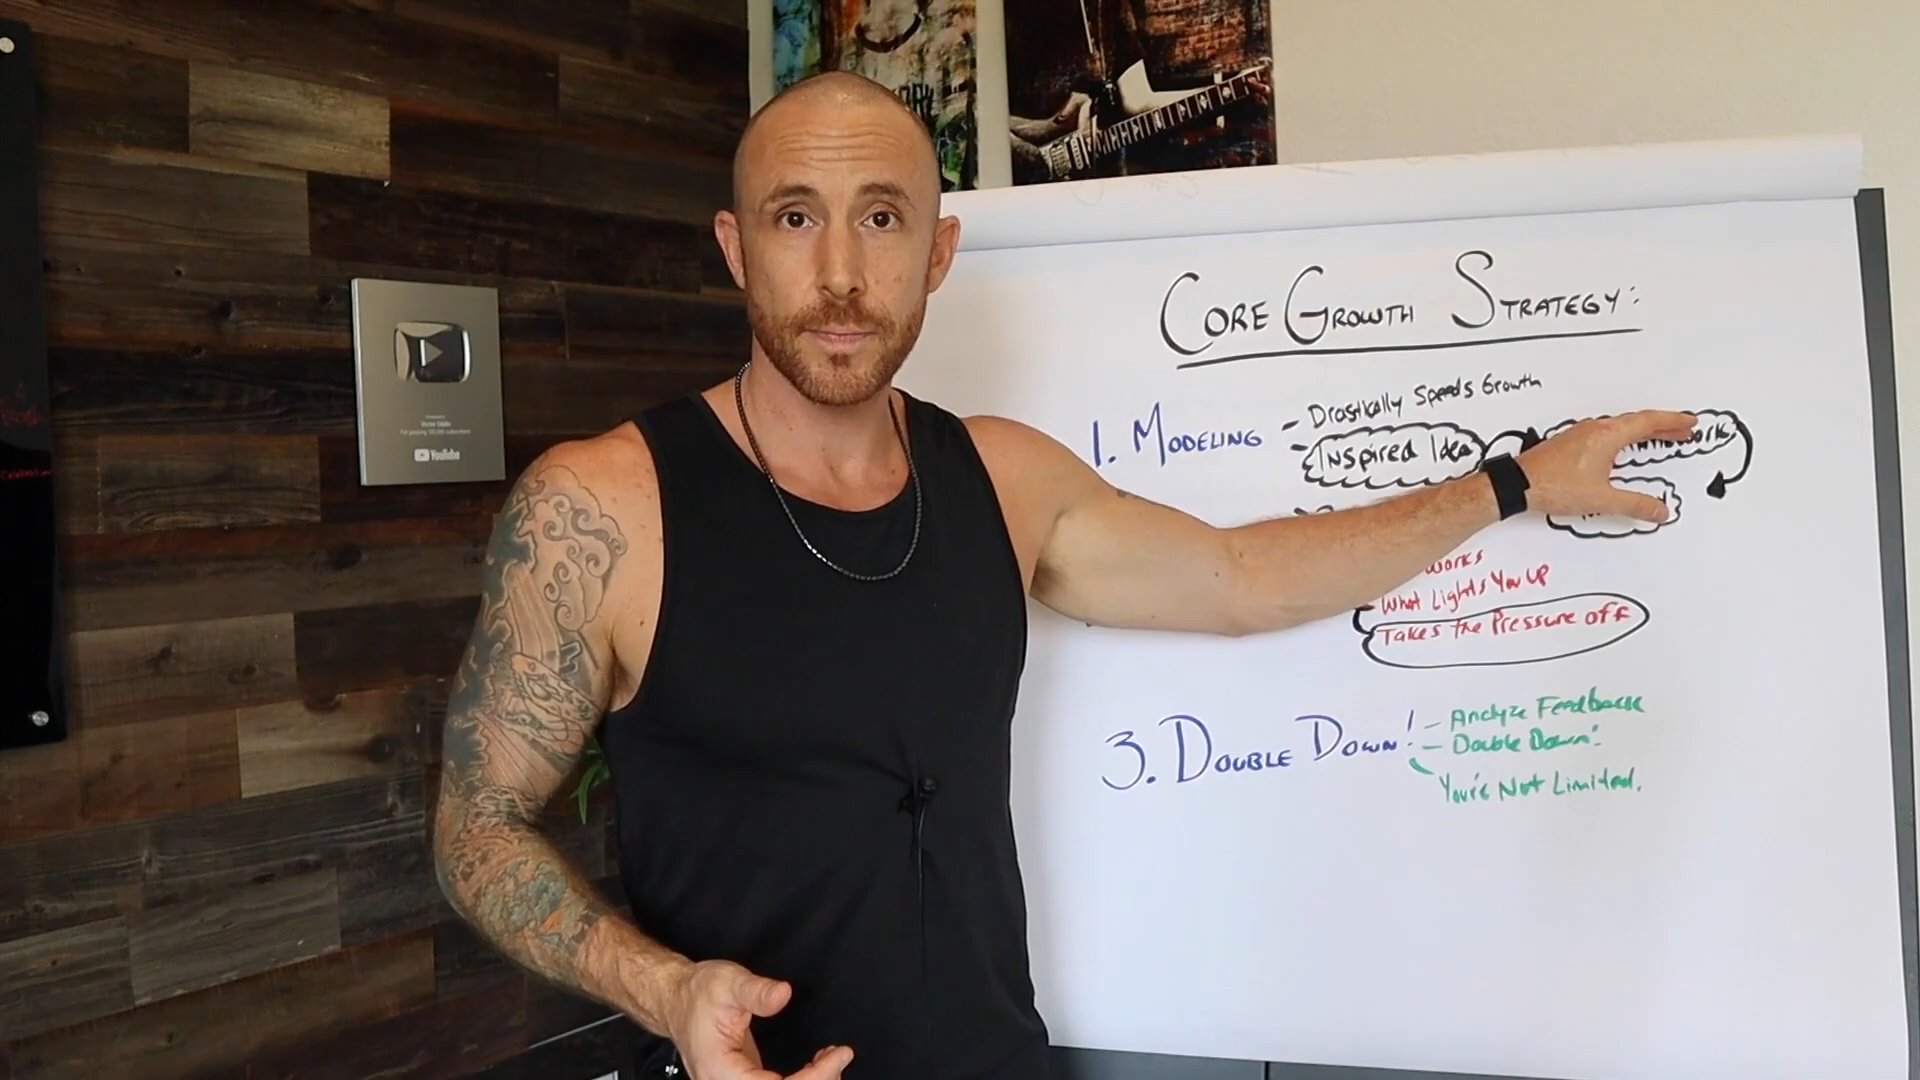 CORE GROWTH STRATEGY:
1. MODELING
- Drastically Speeds Growth
- Inspired Idea
works
- What Lights You Up
Takes the Pressure off
3. DOUBLE DOWN!
- Analyze Feedback
- Double Down!
You're Not Limited.
YouTube